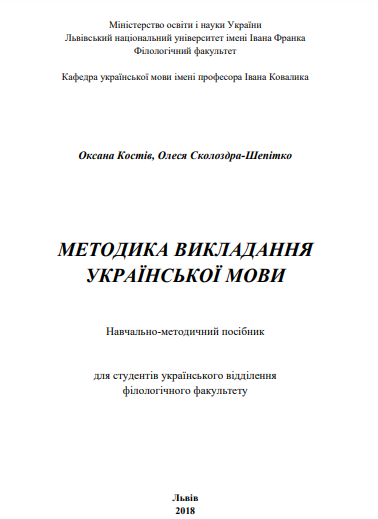 Міністерство освіти і науки України
Львівський національний університет імені Івана Франка
Філологічний факультет
Кафедра української мови імені професора Івана Ковалика
Оксана Костів, Олеся Сколоздра-Шепітко
МЕТОДИКА ВИКЛАДАННЯ
УКРАЇНСЬКОЇ МОВИ
Навчально-методичний посібник
для студентів українського відділення
філологічного факультету
Львів
2018